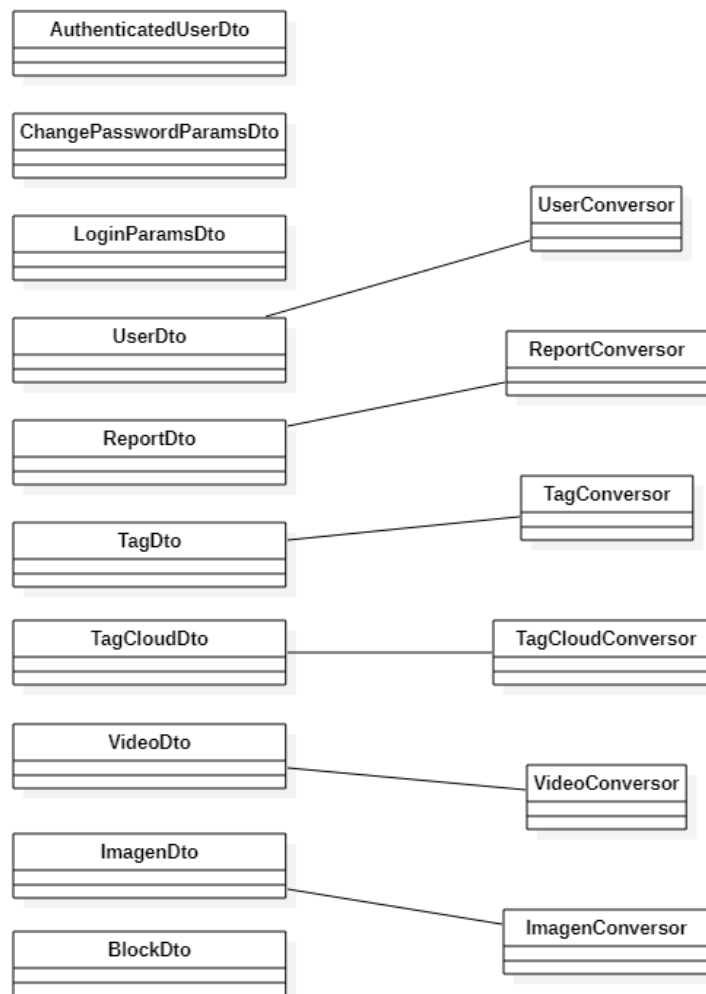 AuthenticatedUserDto
ChangePasswordParamsDto
LoginParamsDto
UserDto
ReportDto
TagDto
TagCloudDto
VideoDto
ImagenDto
BlockDto
UserConversor
ReportConversor
TagConversor
TagCloudConversor
VideoConversor
ImagenConversor